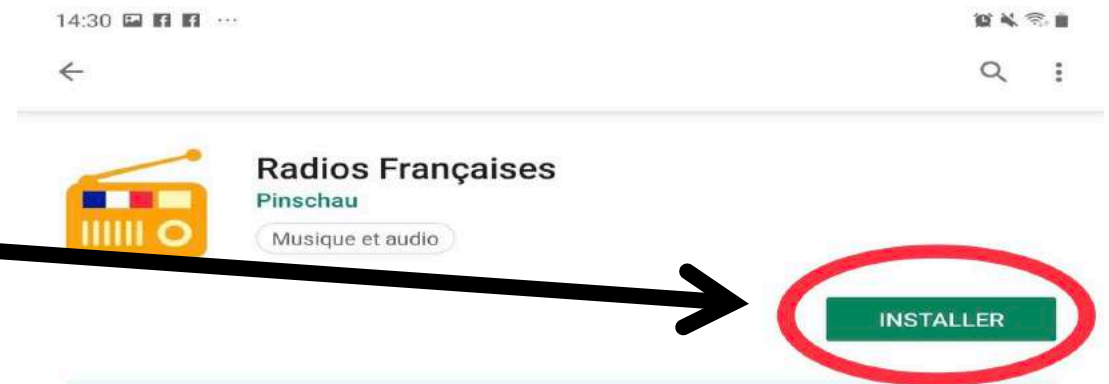 14:30
Radios Françaises
Pinschau
Musique et audio
INSTALLER